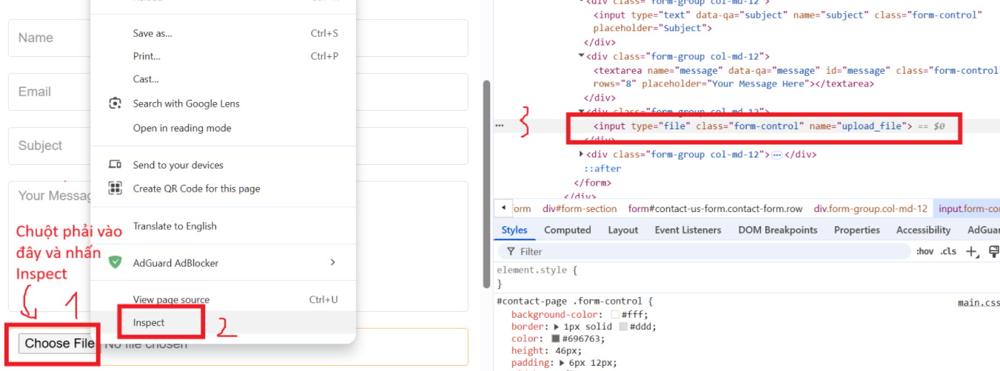 Name
Email
Subject
Your Messag
Chuột phải vào
đây và nhấn
Inspect
1
Choose File No file chosen
Save as... Ctrl+S
Print... Ctrl+P
Cast...
Search with Google Lens
Open in reading mode
Send to your devices
Create QR Code for this page
Translate to English
AdGuard AdBlocker
View page source Ctrl+U
Inspect
2
<div class="form-group col-md-12">
<input type="text" data-qa="subject" name="subject" class="form-control"
placeholder="Subject">
</div>
<div class="form-group col-md-12">
<textarea name="message" data-qa="message" id="message" class="form-control"
rows="8" placeholder="Your Message Here"></textarea>
</div>
<div class="form-group col-md-12">
<input type="file" class="form-control" name="upload_file"> == $0
</div>
<div class="form-group col-md-12"> </div>
::after
</form>
</div>
form div#form-section form#contact-us-form.contact-form.row div.form-group.col-md-12 input.form-co
Styles Computed Layout Event Listeners DOM Breakpoints Properties Accessibility AdGuar
Filter :hov .cls
element.style {
}
#contact-page .form-control { main.css
background-color: #fff;
border: 1px solid #ddd;
color: #696763;
height: 46px;
padding: 6px 12px;